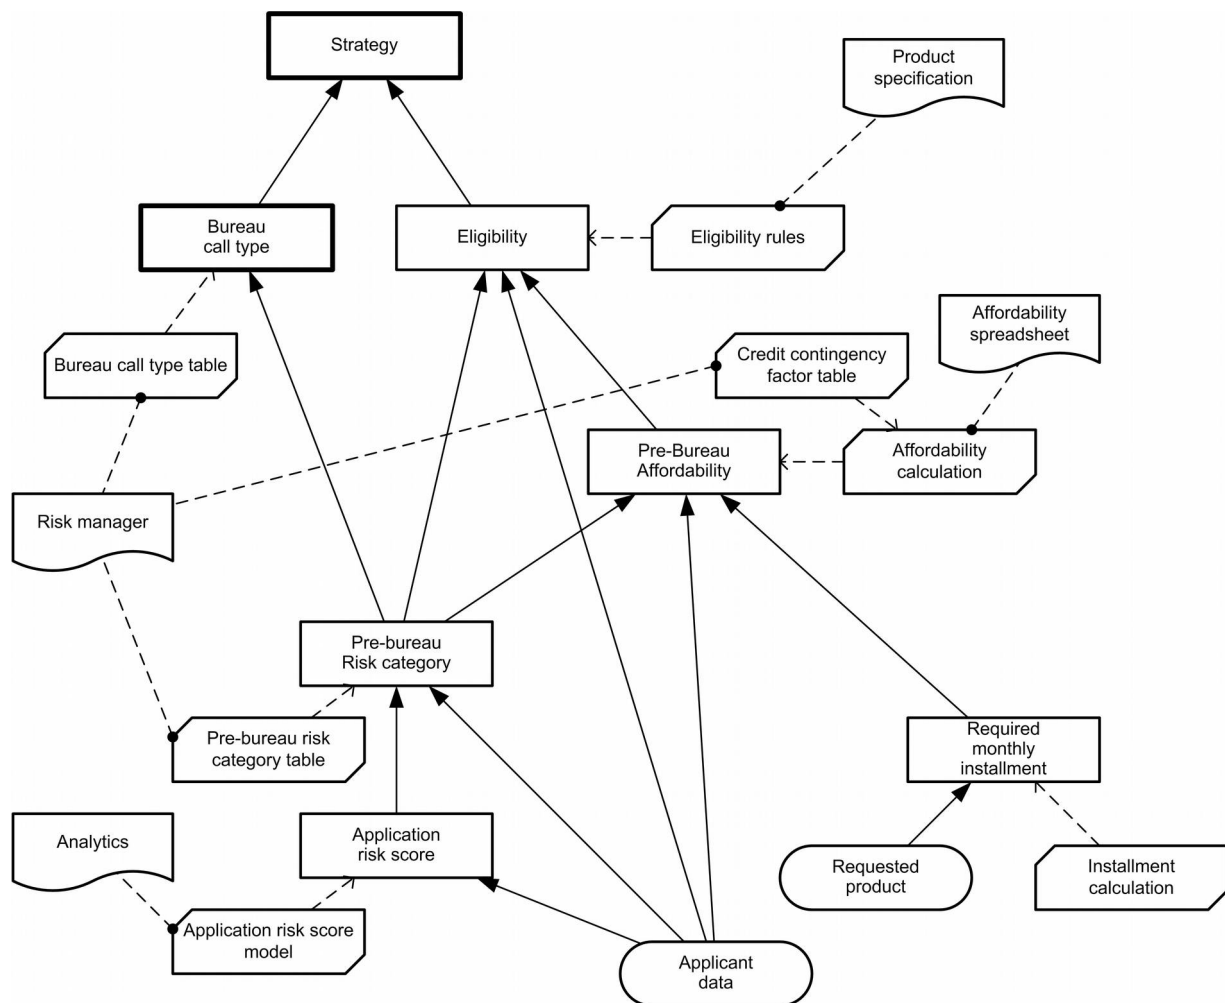 Strategy
Product
specification
Bureau
call type
Eligibility
Eligibility rules
Bureau call type table
Credit contingency
factor table
Affordability
spreadsheet
Pre-Bureau
Affordability
Affordability
calculation
Risk manager
Pre-bureau
Risk category
Pre-bureau risk
category table
Required
monthly
installment
Analytics
Application
risk score
Requested
product
Installment
calculation
Application risk score
model
Applicant
data